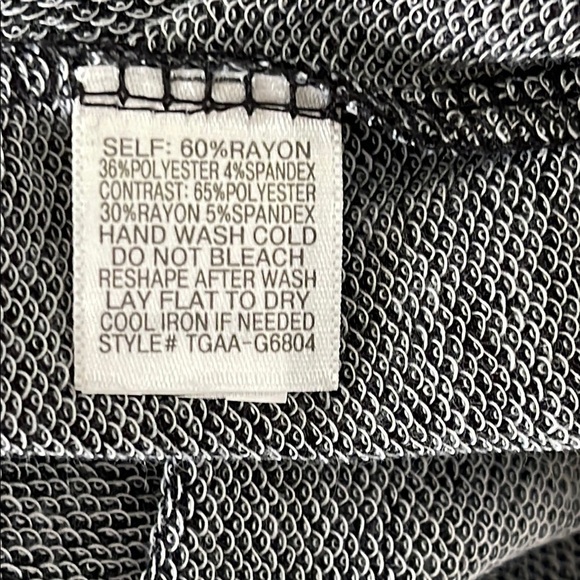 SELF: 60%RAYON
36%POLYESTER 4%SPANDEX
CONTRAST: 65%POLYESTER
30%RAYON 5%SPANDEX
HAND WASH COLD
DO NOT BLEACH
RESHAPE AFTER WASH
LAY FLAT TO DRY
COOL IRON IF NEEDED
STYLE# TGAA-G6804